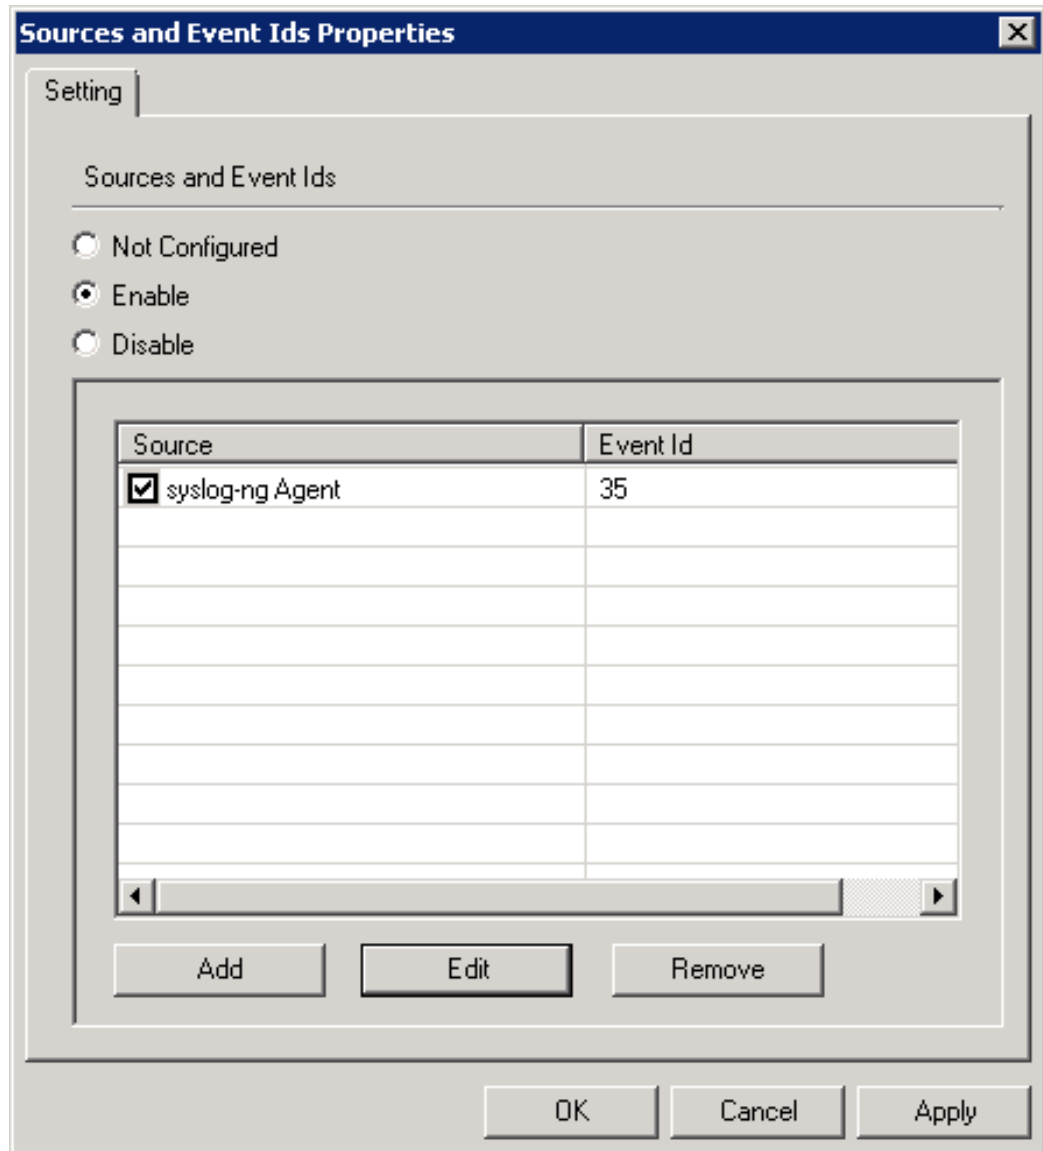 Sources and Event Ids Properties
Setting
Sources and Event Ids
Not Configured
Enable
Disable
Source Event Id
syslog-ng Agent 35
Add Edit Remove
OK Cancel Apply